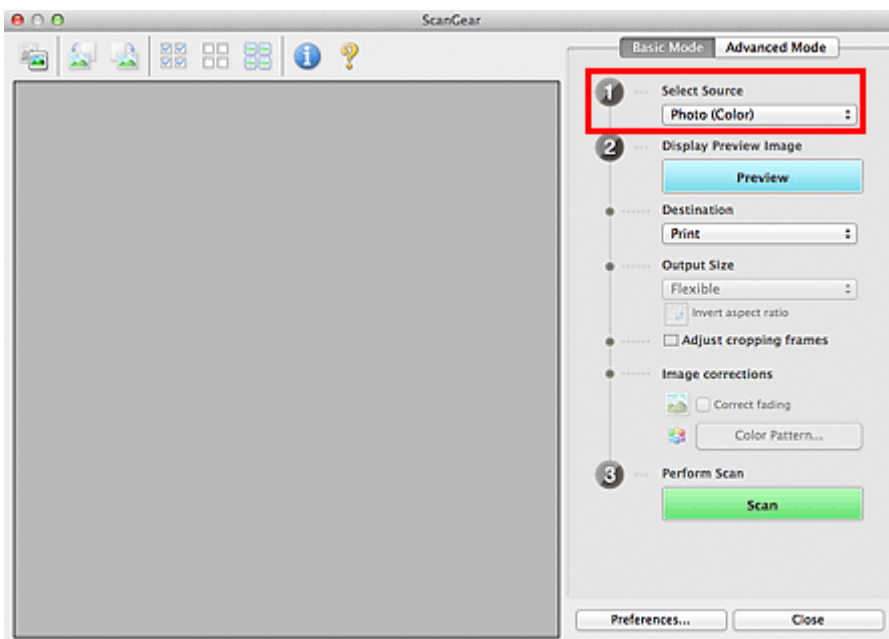 ScanGear
Basic Mode Advanced Mode
1 Select Source
Photo (Color)
2 Display Preview Image
Preview
Destination
Print
Output Size
Flexible
Invert aspect ratio
Adjust cropping frames
Image corrections
Correct fading
Color Pattern...
3 Perform Scan
Scan
Preferences... Close